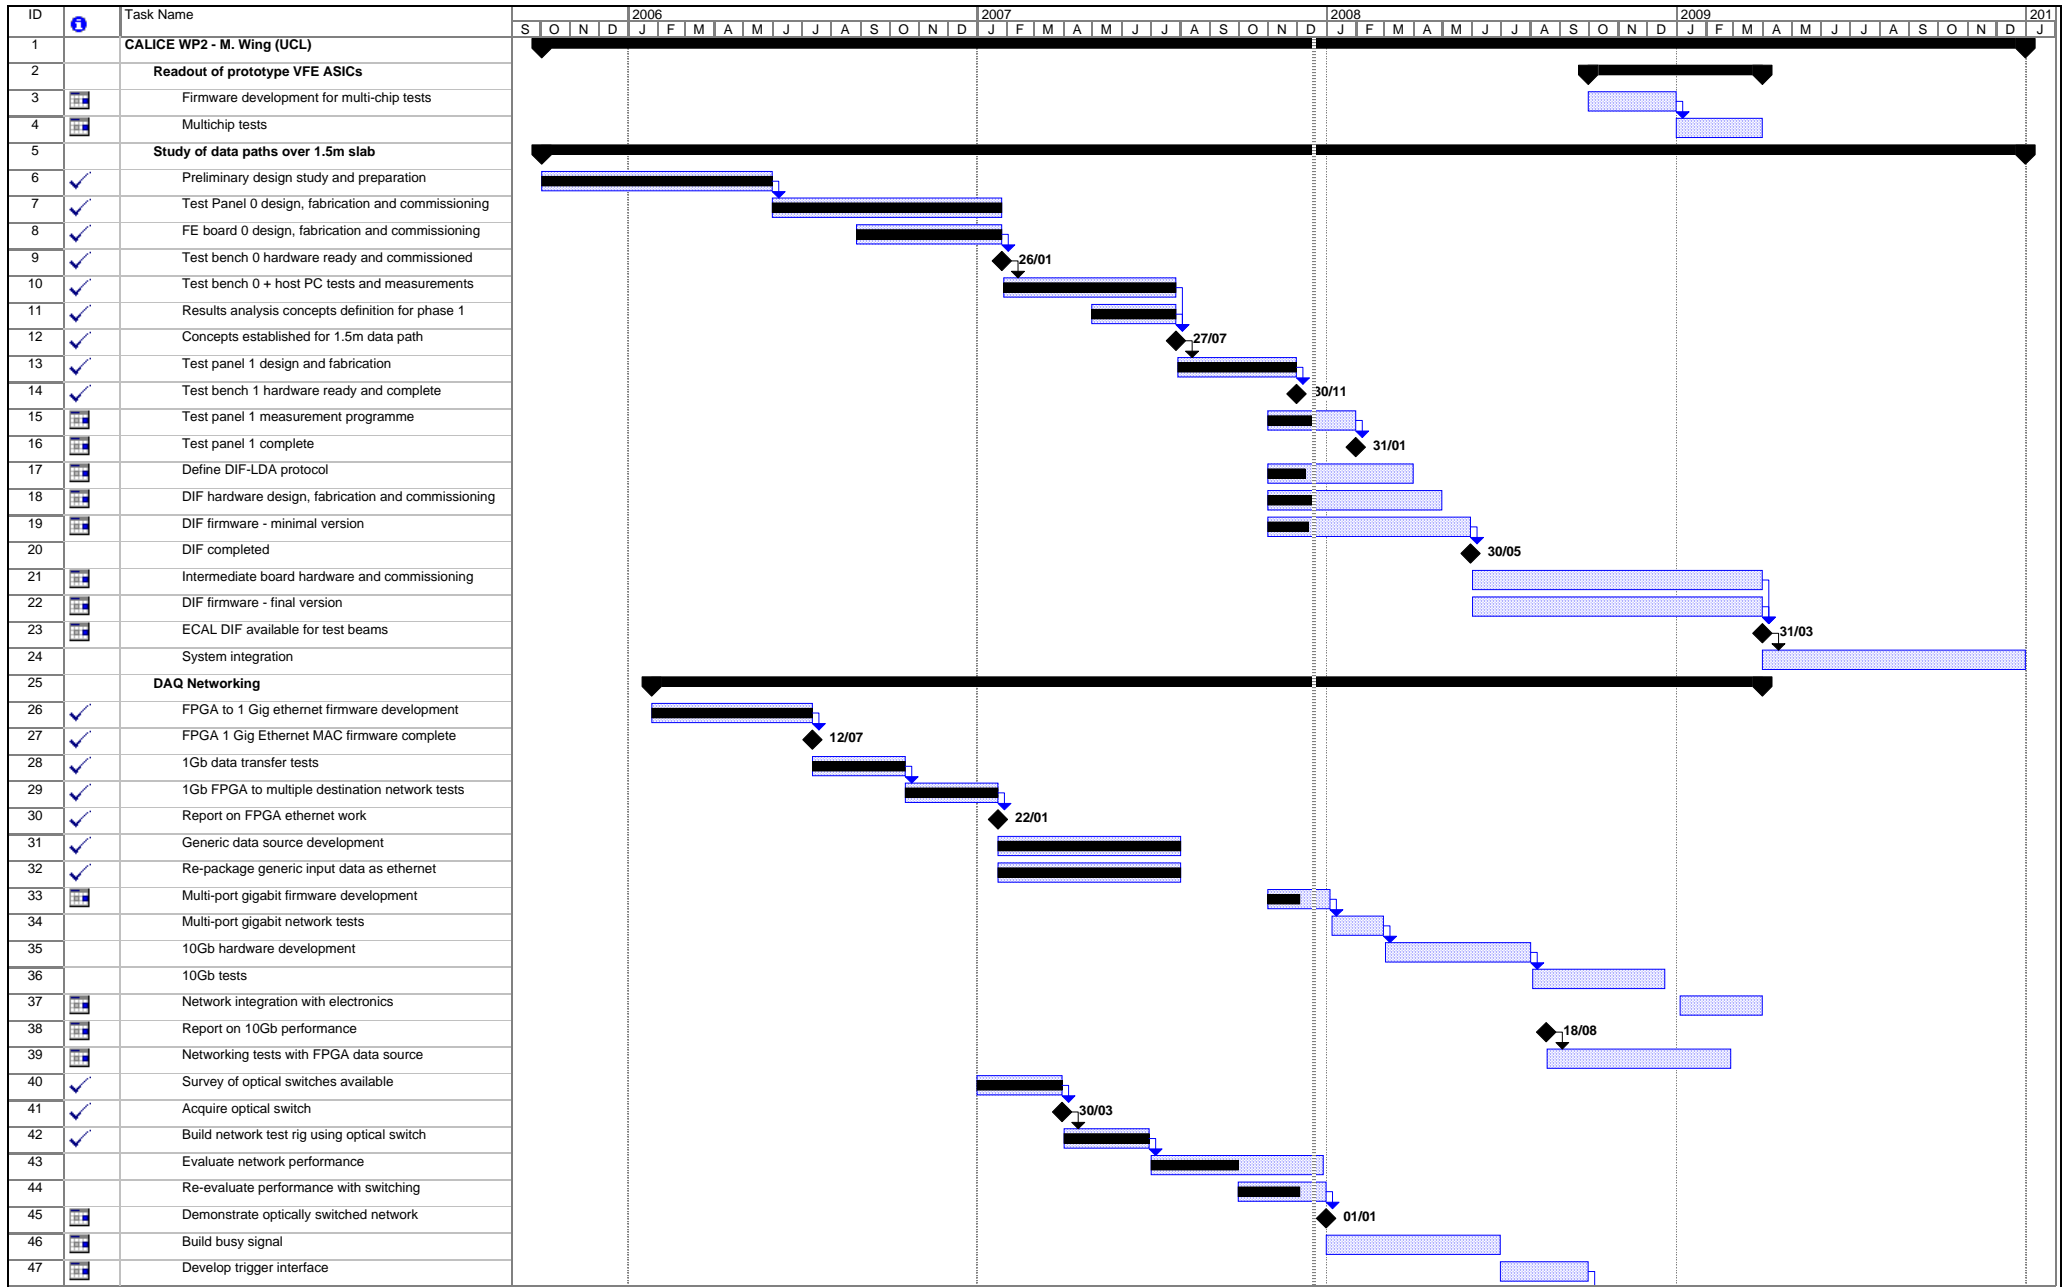 ID Task Name 2006 2007 2008 2009 201
S O N D J F M A M J J A S O N D J F M A M J J A S O N D J F M A M J J A S O N D J F M A M J J A S O N D J
1 CALICE WP2 - M. Wing (UCL)
2 Readout of prototype VFE ASICs
3 Firmware development for multi-chip tests
4 Multichip tests
5 Study of data paths over 1.5m slab
6 Preliminary design study and preparation
7 Test Panel 0 design, fabrication and commissioning
8 FE board 0 design, fabrication and commissioning
9 Test bench 0 hardware ready and commissioned 26/01
10 Test bench 0 + host PC tests and measurements
11 Results analysis concepts definition for phase 1
12 Concepts established for 1.5m data path 27/07
13 Test panel 1 design and fabrication
14 Test bench 1 hardware ready and complete 30/11
15 Test panel 1 measurement programme
16 Test panel 1 complete 31/01
17 Define DIF-LDA protocol
18 DIF hardware design, fabrication and commissioning
19 DIF firmware - minimal version
20 DIF completed 30/05
21 Intermediate board hardware and commissioning
22 DIF firmware - final version
23 ECAL DIF available for test beams 31/03
24 System integration
25 DAQ Networking
26 FPGA to 1 Gig ethernet firmware development
27 FPGA 1 Gig Ethernet MAC firmware complete 12/07
28 1Gb data transfer tests
29 1Gb FPGA to multiple destination network tests
30 Report on FPGA ethernet work 22/01
31 Generic data source development
32 Re-package generic input data as ethernet
33 Multi-port gigabit firmware development
34 Multi-port gigabit network tests
35 10Gb hardware development
36 10Gb tests
37 Network integration with electronics
38 Report on 10Gb performance 18/08
39 Networking tests with FPGA data source
40 Survey of optical switches available
41 Acquire optical switch 30/03
42 Build network test rig using optical switch
43 Evaluate network performance
44 Re-evaluate performance with switching
45 Demonstrate optically switched network 01/01
46 Build busy signal
47 Develop trigger interface